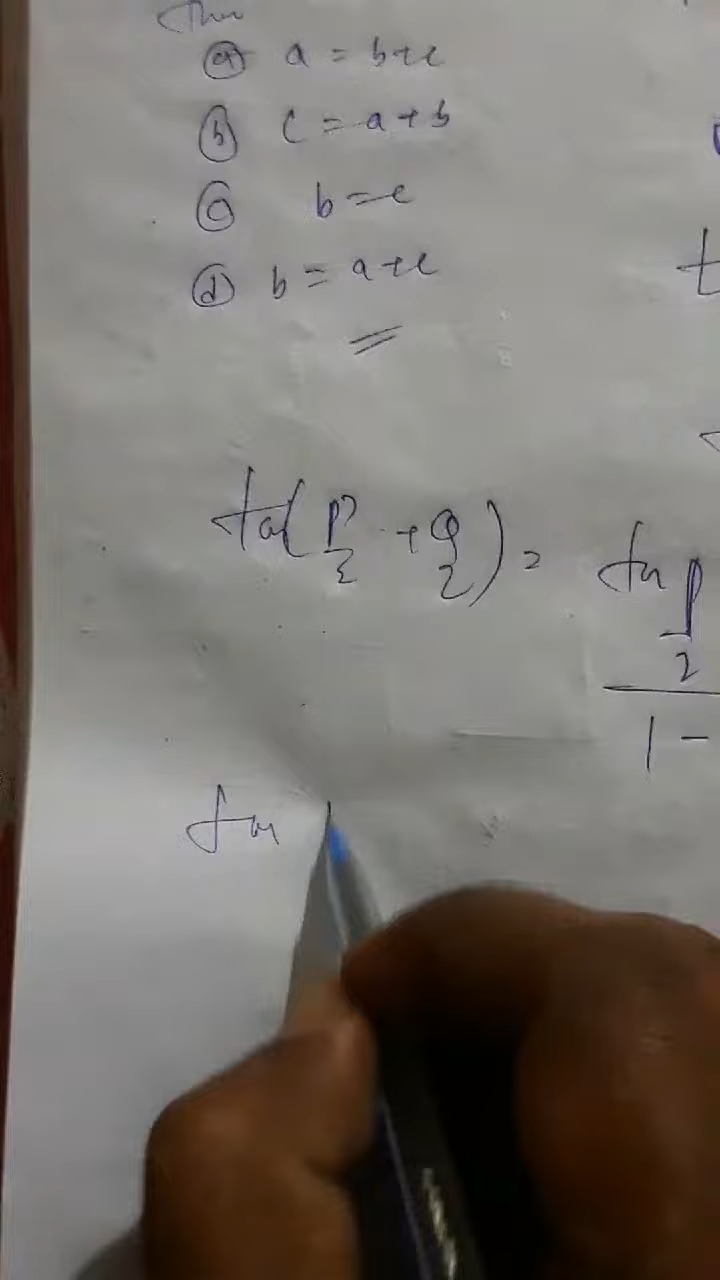 (a) a = b+c
(b) c = a+b
(c) b = c
(d) b = a+c
tan(P/2 + Q/2) = tan P/2
1 -
tan